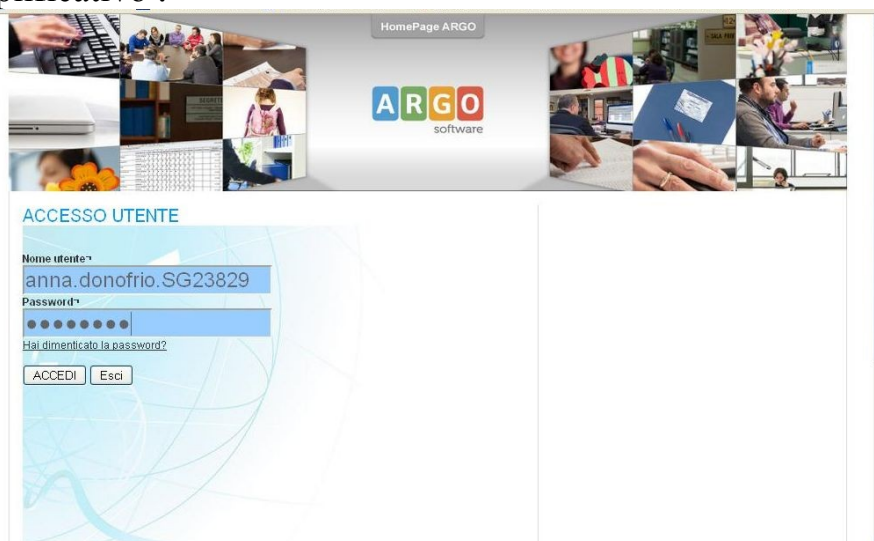 HomePage ARGO
ARGO
software
ACCESSO UTENTE
Nome utente
anna.donofrio.SG23829
Password
Hai dimenticato la password?
ACCEDI Esci